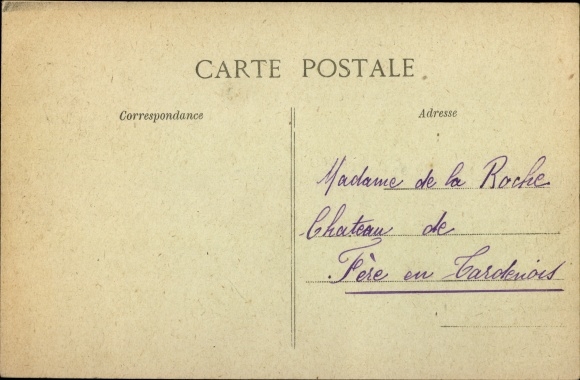 CARTE POSTALE
Correspondance
Adresse
Madame de la Roche
Chateau de
Fère en Tardenois